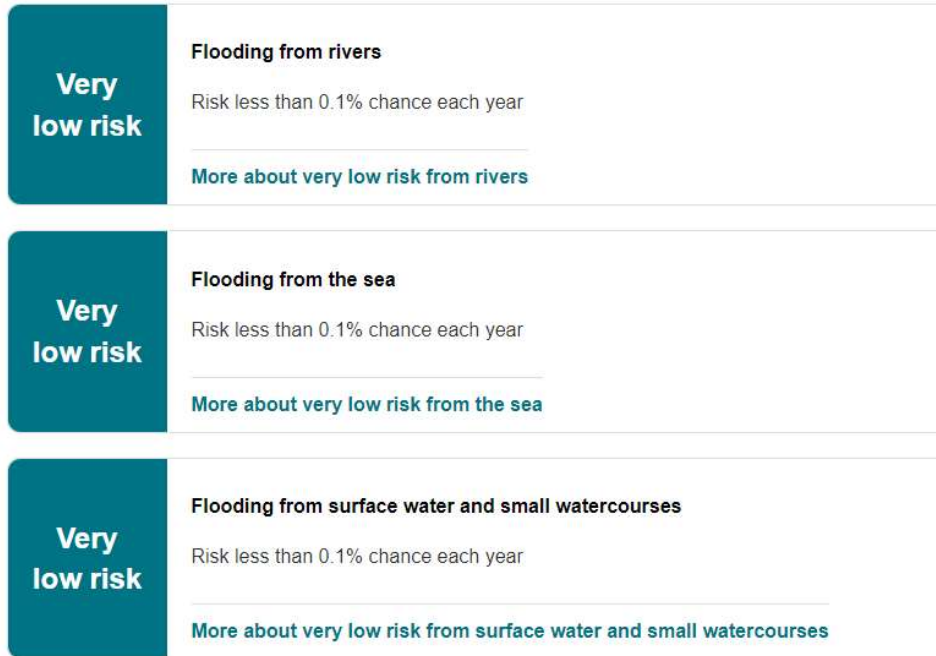 Very
low risk
Flooding from rivers
Risk less than 0.1% chance each year
More about very low risk from rivers
Very
low risk
Flooding from the sea
Risk less than 0.1% chance each year
More about very low risk from the sea
Very
low risk
Flooding from surface water and small watercourses
Risk less than 0.1% chance each year
More about very low risk from surface water and small watercourses